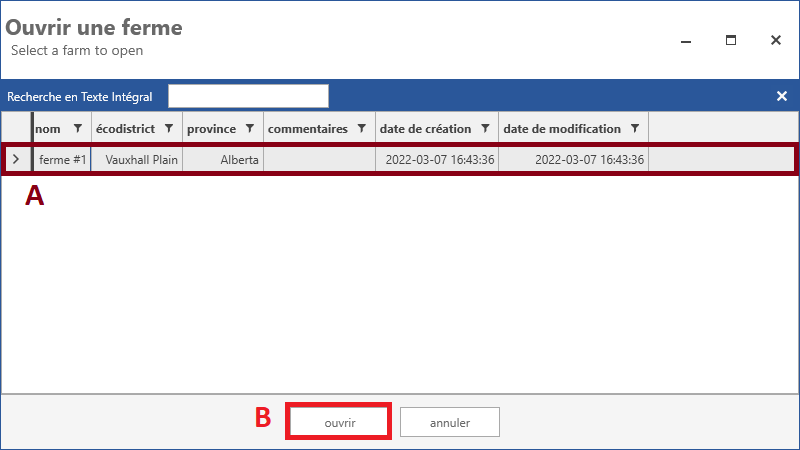 Ouvrir une ferme
Select a farm to open
Recherche en Texte Intégral
nom écodistrict province commentaires date de création date de modification
ferme #1 Vauxhall Plain Alberta 2022-03-07 16:43:36 2022-03-07 16:43:36
A
B ouvrir annuler